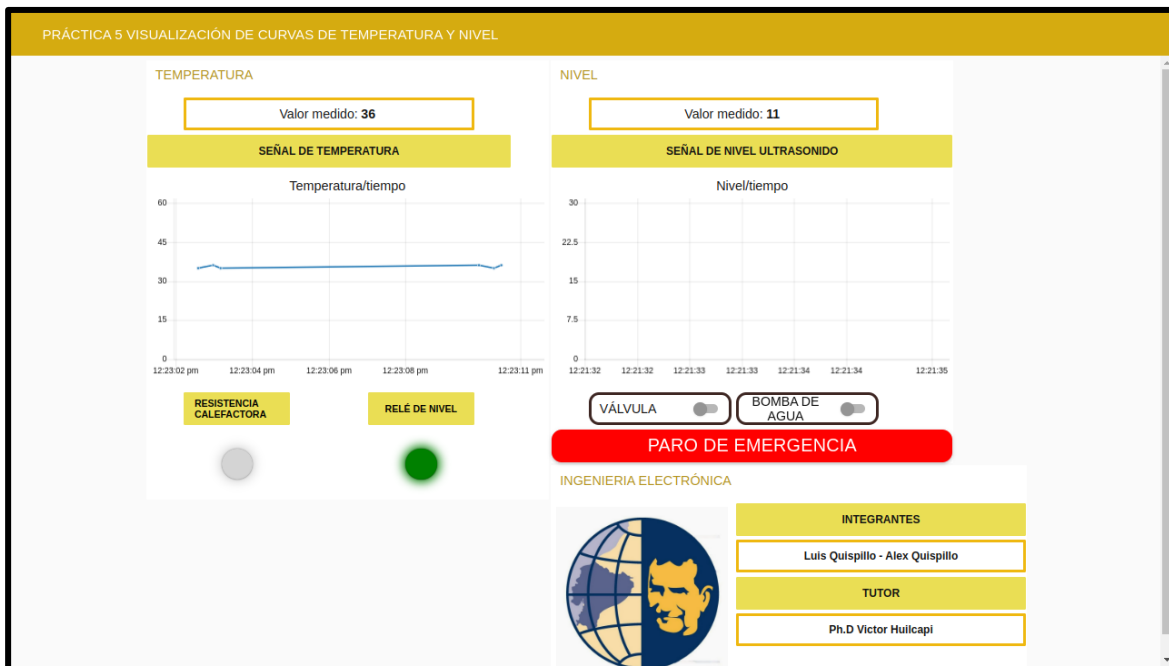 PRÁCTICA 5 VISUALIZACIÓN DE CURVAS DE TEMPERATURA Y NIVEL
TEMPERATURA
Valor medido: 36
SEÑAL DE TEMPERATURA
Temperatura/tiempo
60
45
30
15
0
12:23:02 pm 12:23:04 pm 12:23:06 pm 12:23:08 pm 12:23:11 pm
RESISTENCIA
CALEFACTORA
RELÉ DE NIVEL
NIVEL
Valor medido: 11
SEÑAL DE NIVEL ULTRASONIDO
Nivel/tiempo
30
22.5
15
7.5
0
12:21:32 12:21:32 12:21:33 12:21:33 12:21:34 12:21:34 12:21:35
VÁLVULA
BOMBA DE
AGUA
PARO DE EMERGENCIA
INGENIERIA ELECTRÓNICA
INTEGRANTES
Luis Quispillo - Alex Quispillo
TUTOR
Ph.D Victor Huilcapi